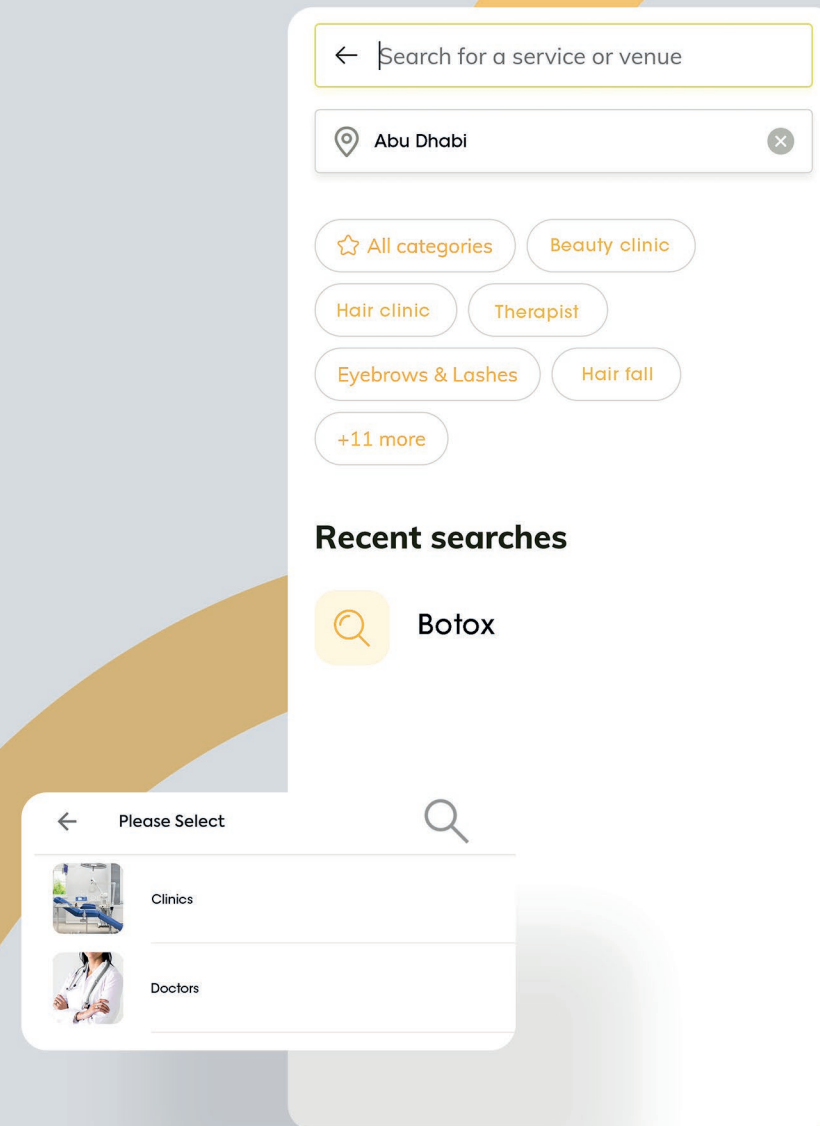 Search for a service or venue
Abu Dhabi
All categories
Beauty clinic
Hair clinic
Therapist
Eyebrows & Lashes
Hair fall
+11 more
Recent searches
Botox
Please Select
Clinics
Doctors